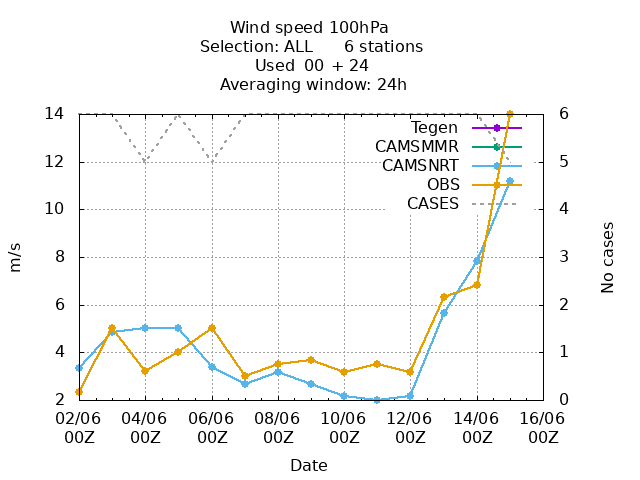 Wind speed 100hPa
Selection: ALL 6 stations
Used 00 + 24
Averaging window: 24h
14 6
Tegen
CAMSMMR
12 5
CAMSNRT
OBS
10 4
CASES
8 3
m/s
No cases
6 2
4 1
2 0
02/06 04/06 06/06 08/06 10/06 12/06 14/06 16/06
00Z 00Z 00Z 00Z 00Z 00Z 00Z 00Z
Date